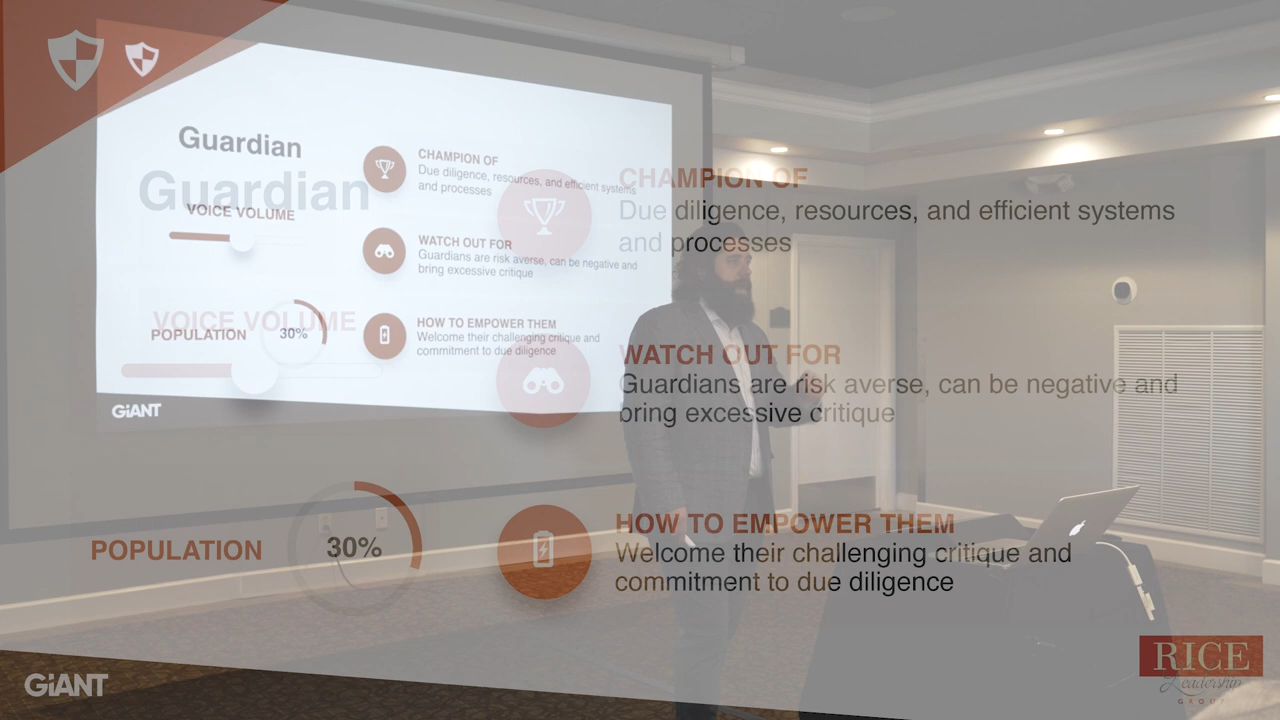 Guardian
VOICE VOLUME
POPULATION
30%
CHAMPION OF
Due diligence, resources, and efficient systems
and processes
WATCH OUT FOR
Guardians are risk averse, can be negative and
bring excessive critique
HOW TO EMPOWER THEM
Welcome their challenging critique and
commitment to due diligence
GiANT
Guardian
VOICE VOLUME
POPULATION
30%
CHAMPION OF
Due diligence, resources, and efficient systems
and processes
WATCH OUT FOR
Guardians are risk averse, can be negative and
bring excessive critique
HOW TO EMPOWER THEM
Welcome their challenging critique and
commitment to due diligence
GiANT
RICE
Leadership
GROUP